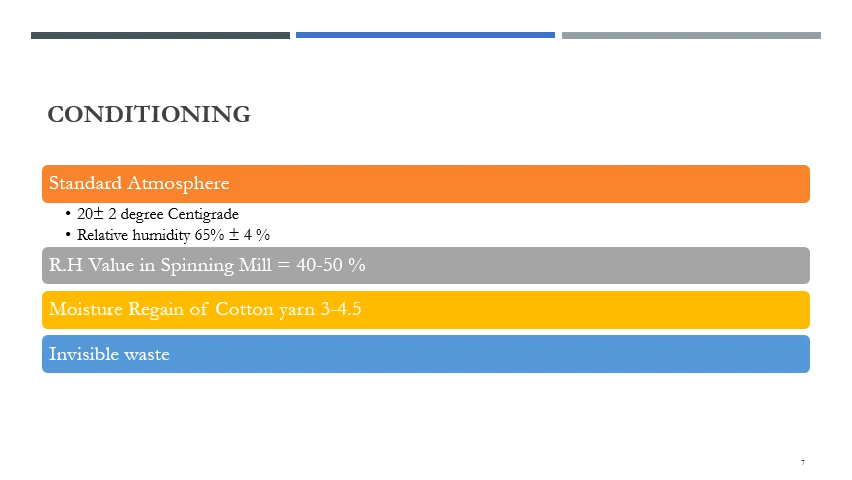 CONDITIONING
Standard Atmosphere
• 20± 2 degree Centigrade
• Relative humidity 65% ± 4 %
R.H Value in Spinning Mill = 40-50 %
Moisture Regain of Cotton yarn 3-4.5
Invisible waste
7